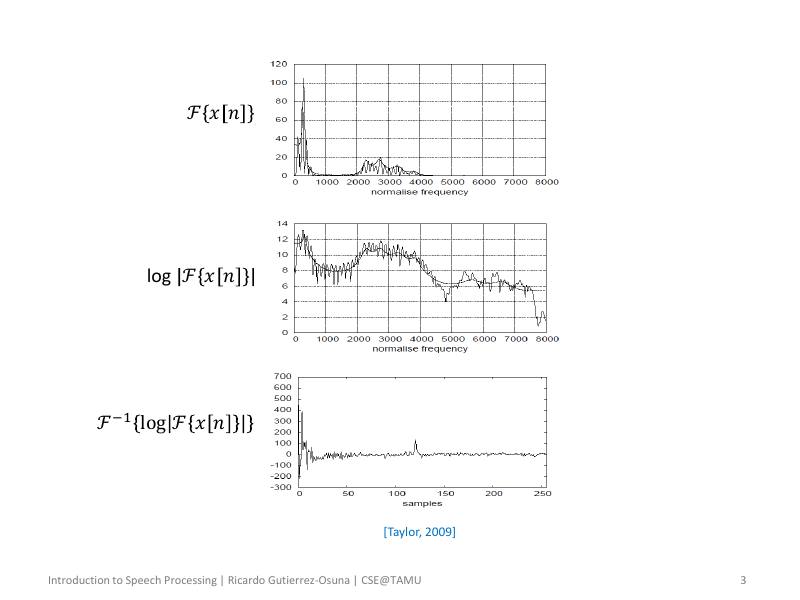 120
100
ℱ{x[n]}
80
60
40
20
0
0 1000 2000 3000 4000 5000 6000 7000 8000
normalise frequency
14
12
10
log |ℱ{x[n]}|
8
6
4
2
0
0 1000 2000 3000 4000 5000 6000 7000 8000
normalise frequency
700
600
500
400
ℱ⁻¹{log|ℱ{x[n]}|}
300
200
100
0
-100
-200
-300
0 50 100 150 200 250
samples
[Taylor, 2009]
Introduction to Speech Processing | Ricardo Gutierrez-Osuna | CSE@TAMU 3